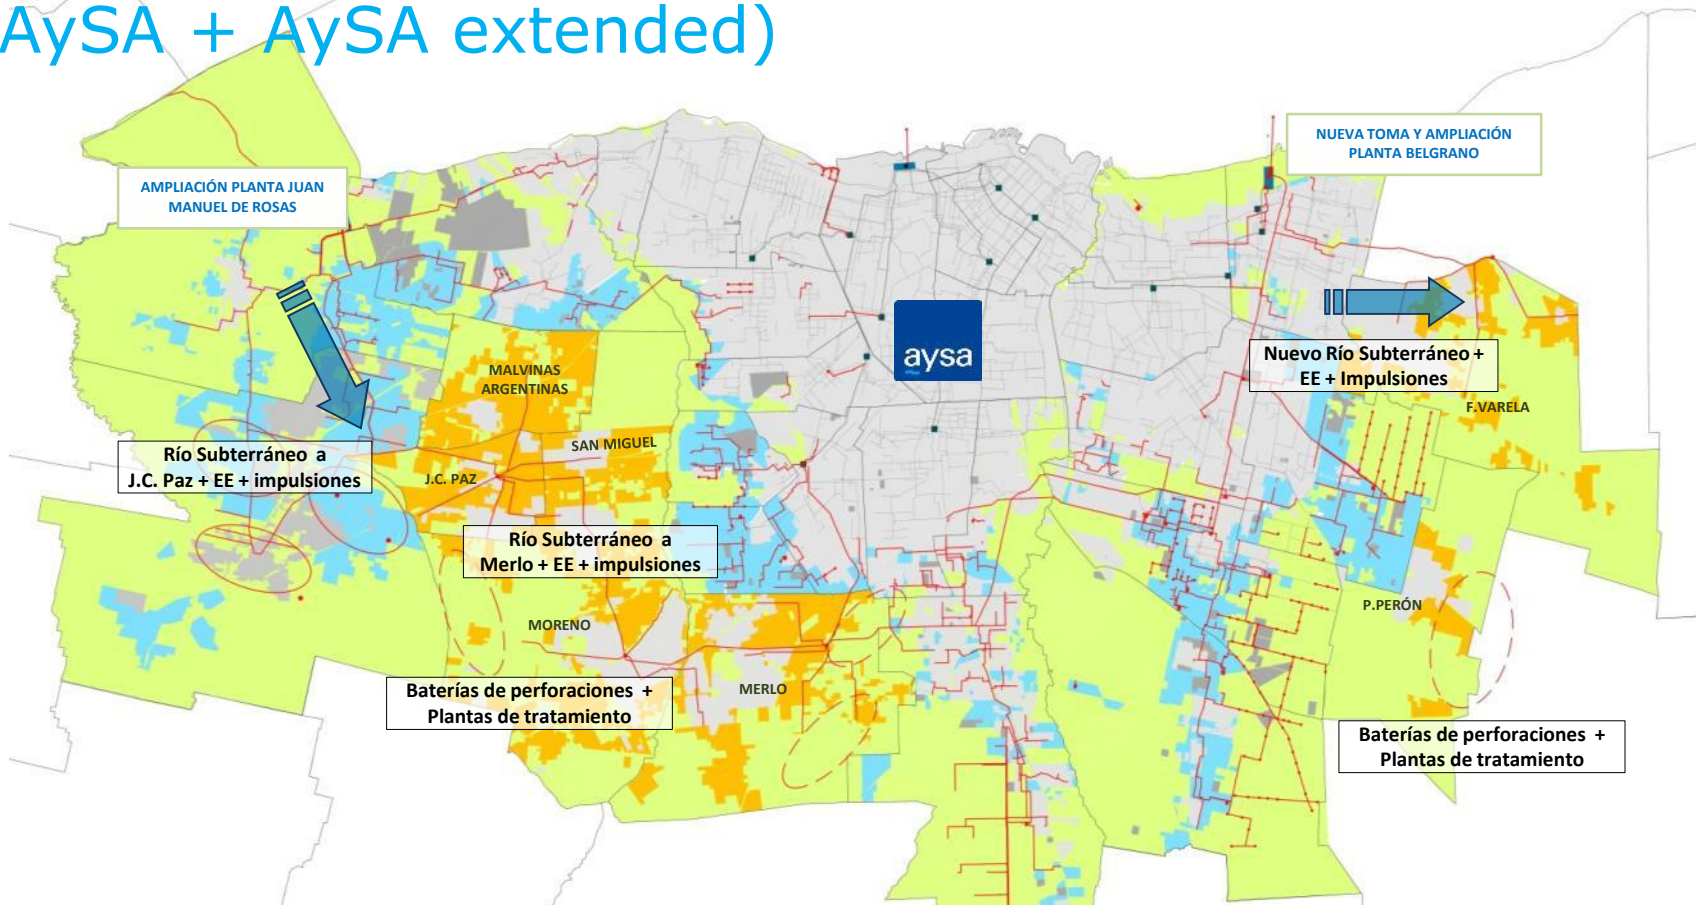 AySA + AySA extended)
NUEVA TOMA Y AMPLIACIÓN
PLANTA BELGRANO
AMPLIACIÓN PLANTA JUAN
MANUEL DE ROSAS
aysa
Nuevo Río Subterráneo +
EE + Impulsiones
MALVINAS
ARGENTINAS
F.VARELA
SAN MIGUEL
Río Subterráneo a
J.C. Paz + EE + impulsiones
J.C. PAZ
Río Subterráneo a
Merlo + EE + impulsiones
P.PERÓN
MORENO
MERLO
Baterías de perforaciones +
Plantas de tratamiento
Baterías de perforaciones +
Plantas de tratamiento